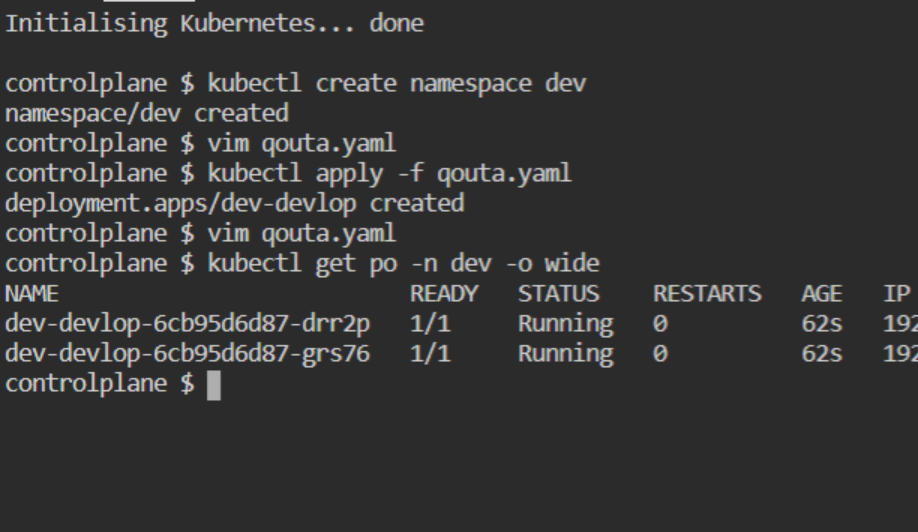 Initialising Kubernetes... done
controlplane $ kubectl create namespace dev
namespace/dev created
controlplane $ vim qouta.yaml
controlplane $ kubectl apply -f qouta.yaml
deployment.apps/dev-devlop created
controlplane $ vim qouta.yaml
controlplane $ kubectl get po -n dev -o wide
NAME READY STATUS RESTARTS AGE IP
dev-devlop-6cb95d6d87-drr2p 1/1 Running 0 62s 192
dev-devlop-6cb95d6d87-grs76 1/1 Running 0 62s 192
controlplane $